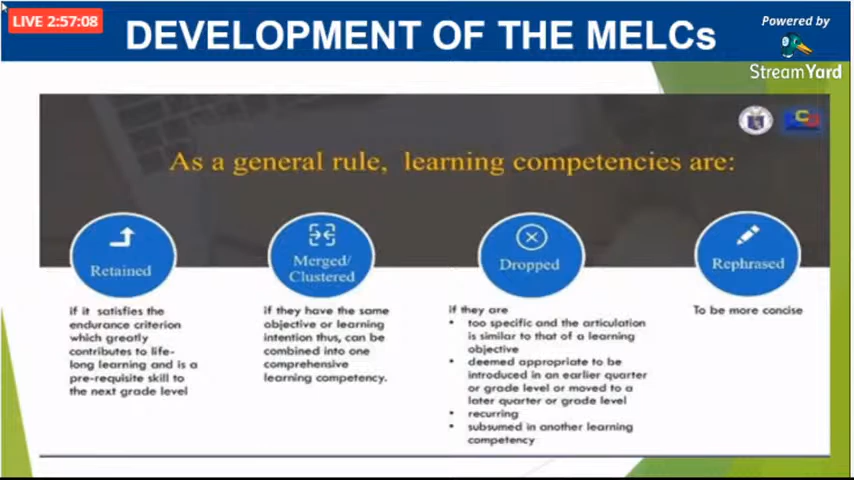 LIVE 2:57:08
DEVELOPMENT OF THE MELCs
Powered by
StreamYard
As a general rule, learning competencies are:
Retained
If it satisfies the
endurance criterion
which greatly
contributes to life-
long learning and is a
pre-requisite skill to
the next grade level
Merged/
Clustered
if they have the same
objective or learning
intention thus, can be
combined into one
comprehensive
learning competency.
Dropped
if they are
• too specific and the articulation
is similar to that of a learning
objective
• deemed appropriate to be
introduced in an earlier quarter
or grade level or moved to a
later quarter or grade level
• recurring
• subsumed in another learning
competency
Rephrased
To be more concise